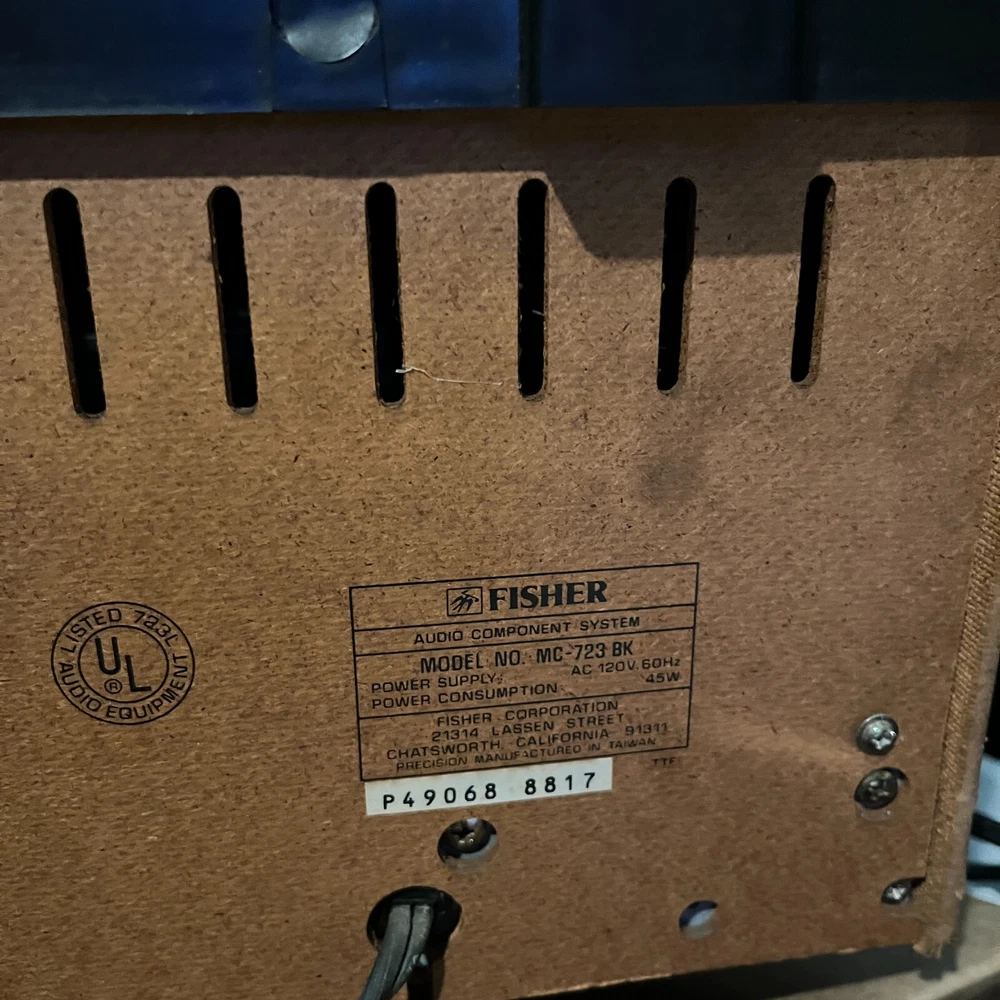 FISHER
AUDIO COMPONENT SYSTEM
MODEL NO. MC-723 BK
POWER SUPPLY: AC 120V. 60Hz
POWER CONSUMPTION 45W
FISHER CORPORATION
21314 LASSEN STREET
CHATSWORTH, CALIFORNIA 91311
PRECISION MANUFACTURED IN TAIWAN
TTF
P49068 8817
LISTED 723L
UL
®
AUDIO EQUIPMENT